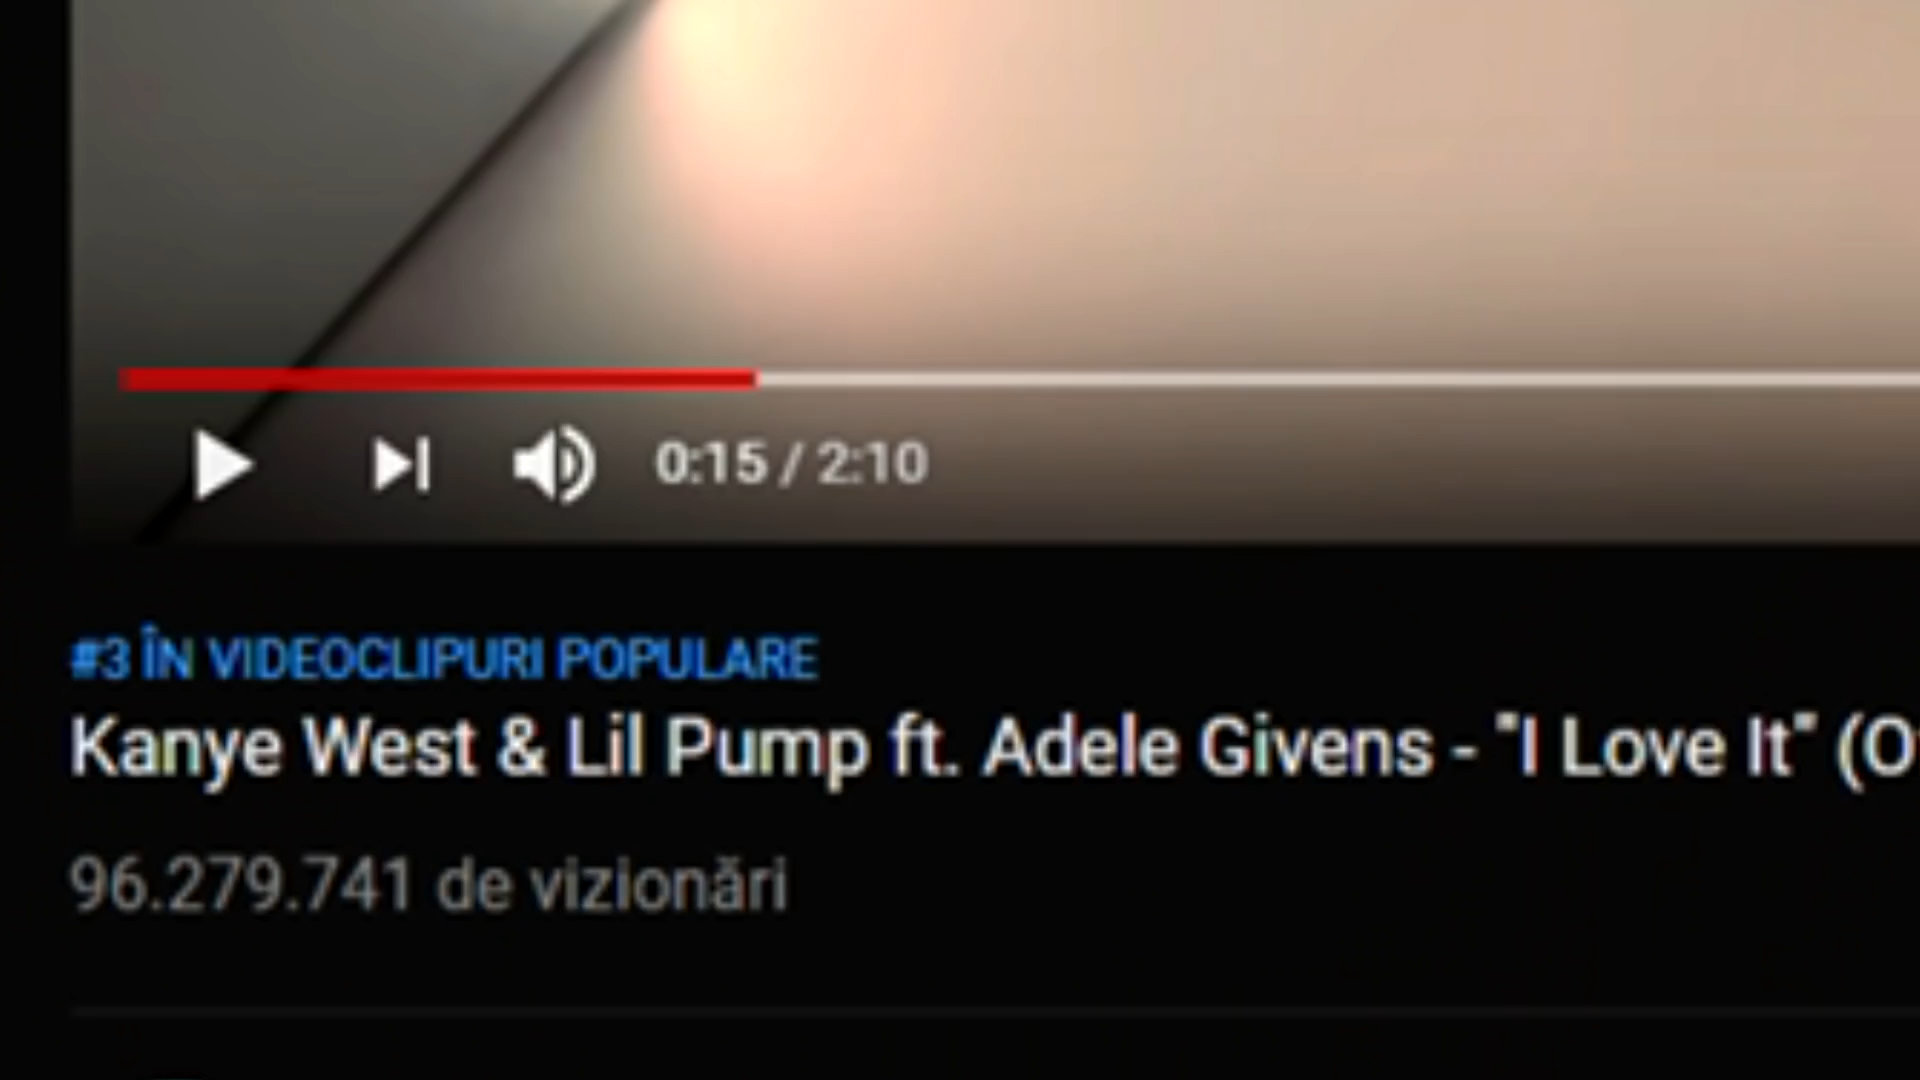 0:15 / 2:10
#3 ÎN VIDEOCLIPURI POPULARE
Kanye West & Lil Pump ft. Adele Givens - "I Love It"
96.279.741 de vizionări